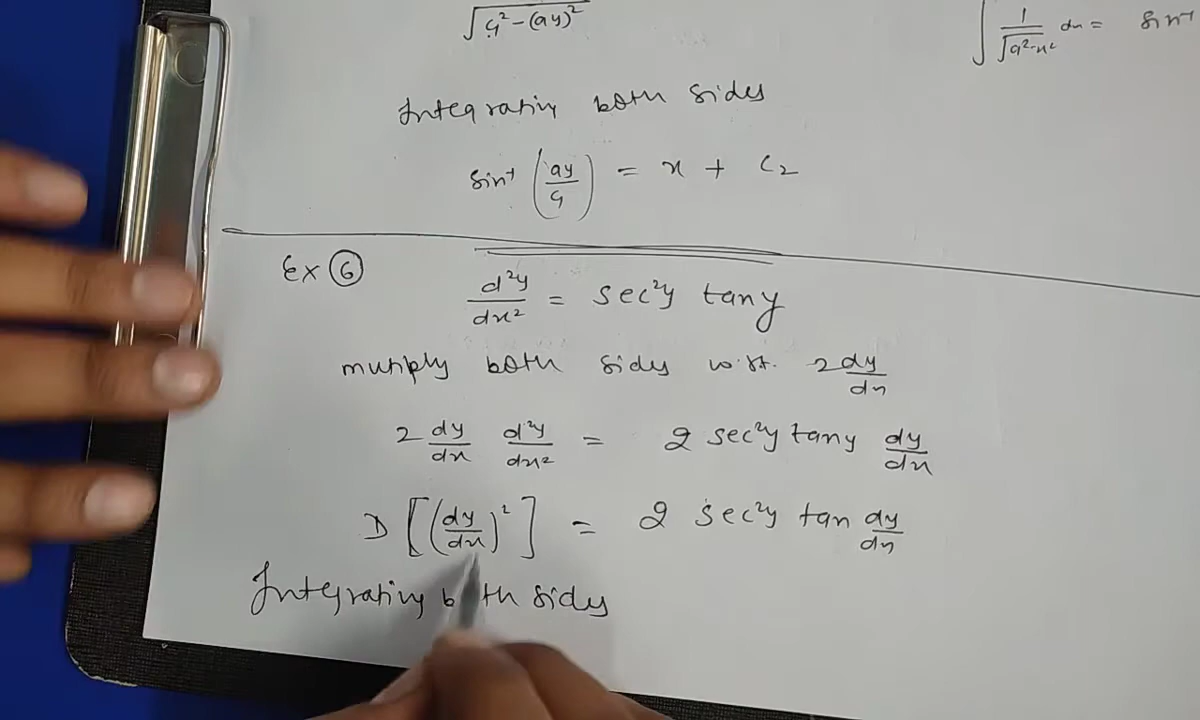 √(c₁² - (ay)²)
∫ 1/√(a²-x²) dx = sin⁻¹
Integrating both sides
sin⁻¹ (ay/c₁) = x + c₂
Ex ⑥
d²y/dx² = sec²y tany
multiply both sides w.r.t. 2 dy/dx
2 dy/dx d²y/dx² = 2 sec²y tany dy/dx
D [(dy/dx)²] = 2 sec²y tan dy/dx
Integrating both sides